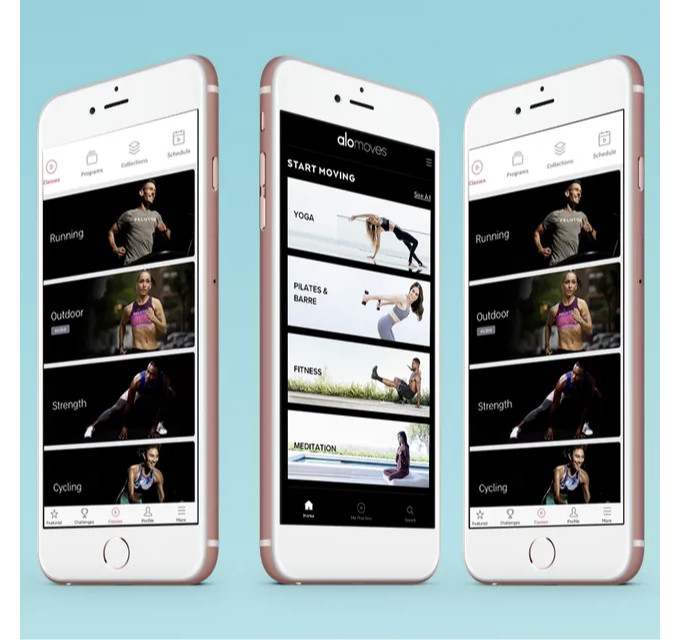 Classes
Programs
Collections
Schedule
Running
PELOTON
Outdoor
AUDIO
Strength
Cycling
Featured
Challenges
Classes
Profile
More
alomoves
START MOVING
See All
YOGA
PILATES &
BARRE
FITNESS
MEDITATION
Home
My Practice
Search
Classes
Programs
Collections
Schedule
Running
PELOTON
Outdoor
AUDIO
Strength
Cycling
Featured
Challenges
Classes
Profile
More